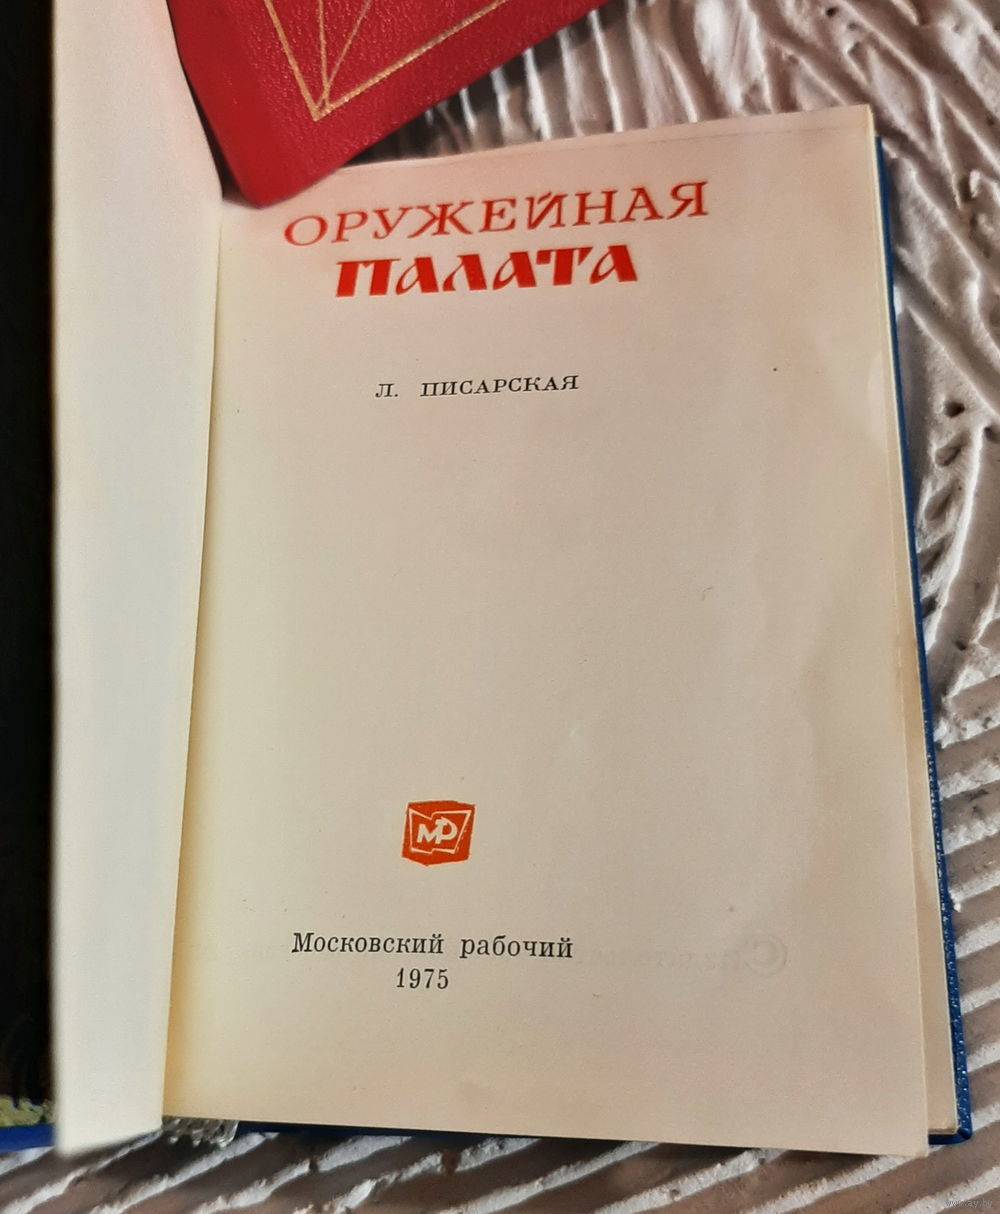 ОРУЖЕЙНАЯ
ПАЛАТА
Л. ПИСАРСКАЯ
МР
Московский рабочий
1975